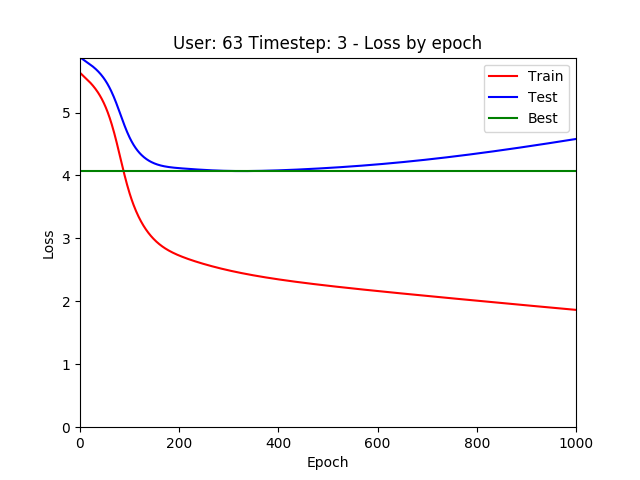 User: 63 Timestep: 3 - Loss by epoch
Train
Test
Best
5
4
3
2
1
0
Loss
0 200 400 600 800 1000
Epoch